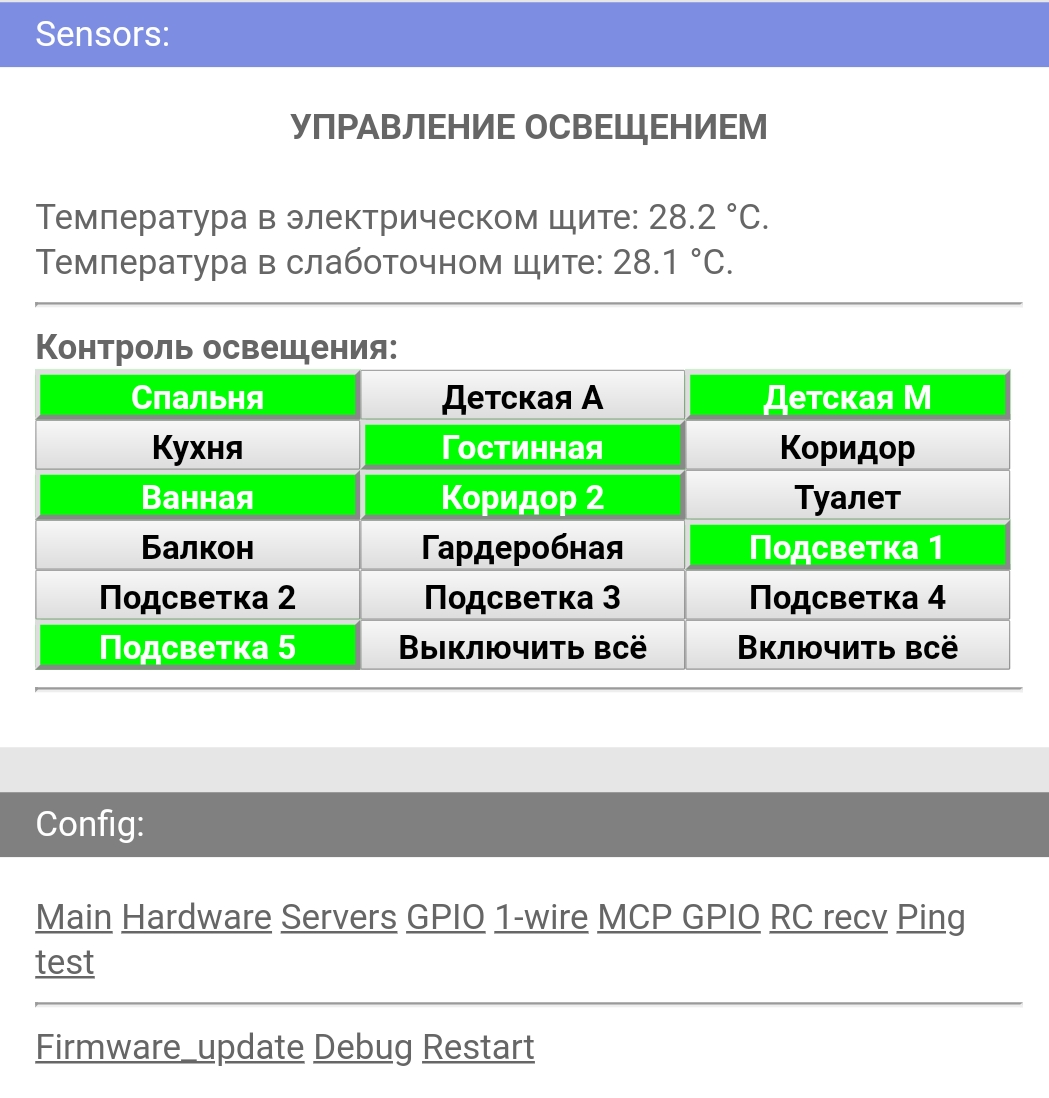 Sensors:
УПРАВЛЕНИЕ ОСВЕЩЕНИЕМ
Температура в электрическом щите: 28.2 °C.
Температура в слаботочном щите: 28.1 °C.
Контроль освещения:
Спальня Детская А Детская М
Кухня Гостинная Коридор
Ванная Коридор 2 Туалет
Балкон Гардеробная Подсветка 1
Подсветка 2 Подсветка 3 Подсветка 4
Подсветка 5 Выключить всё Включить всё
Config:
Main Hardware Servers GPIO 1-wire MCP GPIO RC recv Ping
test
Firmware_update Debug Restart